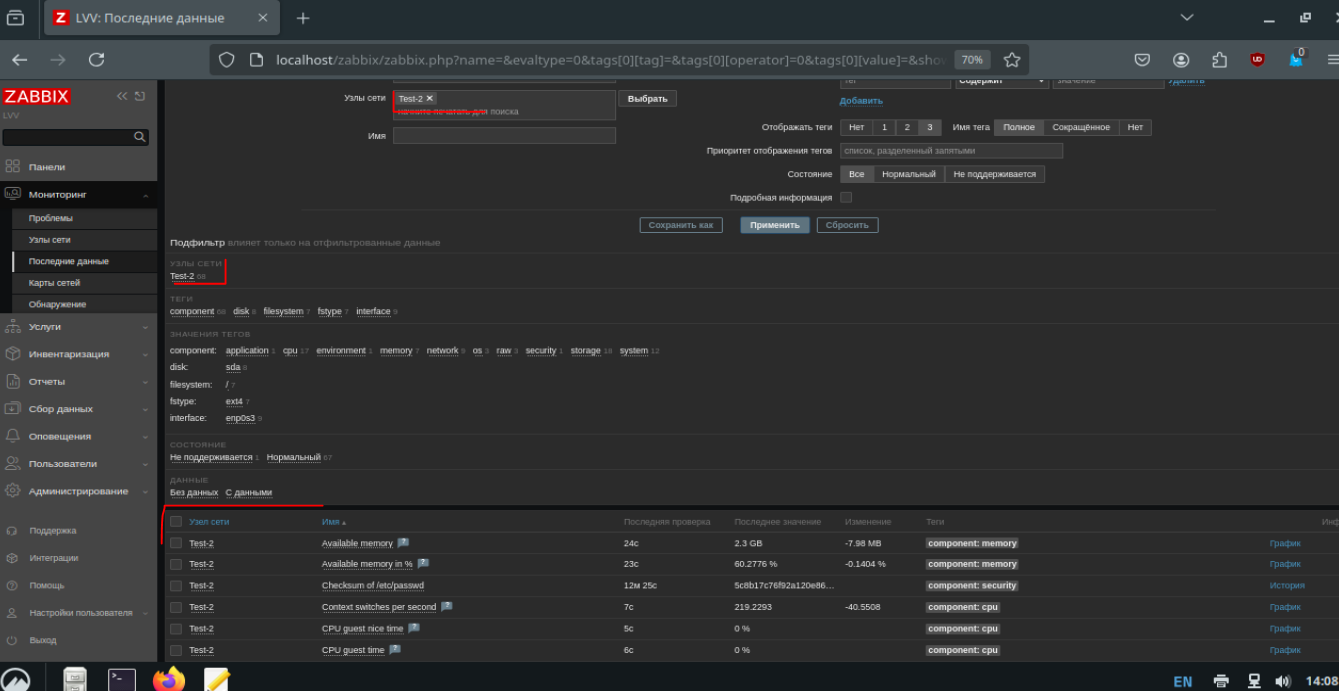 LVV: Последние данные
localhost/zabbix/zabbix.php?name=&evaltype=0&tags[0][tag]=&tags[0][operator]=0&tags[0][value]=&show 70% 0
ZABBIX
LVV
Панели
Мониторинг
Проблемы
Узлы сети
Последние данные
Карты сетей
Обнаружение
Услуги
Инвентаризация
Отчеты
Сбор данных
Оповещения
Пользователи
Администрирование
Поддержка
Интеграции
Помощь
Настройки пользователя
Выход
тег Содержит значение Удалить
Узлы сети Test-2 Выбрать
начните печатать для поиска
Добавить
Имя
Отображать теги Нет 1 2 3 Имя тега Полное Сокращённое Нет
Приоритет отображения тегов список, разделенный запятыми
Состояние Все Нормальный Не поддерживается
Подробная информация
Сохранить как Применить Сбросить
Подфильтр влияет только на отфильтрованные данные
УЗЛЫ СЕТИ
Test-2 68
ТЕГИ
component 68 disk 8 filesystem 7 fstype 7 interface 9
ЗНАЧЕНИЯ ТЕГОВ
component: application 1 cpu 17 environment 1 memory 7 network 9 os 3 raw 3 security 1 storage 16 system 12
disk: sda 8
filesystem: / 7
fstype: ext4 7
interface: enp0s3 9
СОСТОЯНИЕ
Не поддерживается 1 Нормальный 67
ДАННЫЕ
Без данных С данными
Узел сети Имя Последняя проверка Последнее значение Изменение Теги Инф
Test-2 Available memory ? 24с 2.3 GB -7.98 MB component: memory График
Test-2 Available memory in % ? 23с 60.2776 % -0.1404 % component: memory График
Test-2 Checksum of /etc/passwd 12м 25с 5c8b17c76f92a120e86... component: security История
Test-2 Context switches per second ? 7с 219.2293 -40.5508 component: cpu График
Test-2 CPU guest nice time ? 5с 0 % component: cpu График
Test-2 CPU guest time ? 6с 0 % component: cpu График
EN 14:08